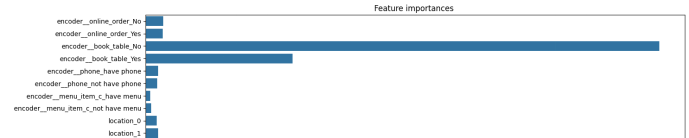 Feature importances
encoder__online_order_No
encoder__online_order_Yes
encoder__book_table_No
encoder__book_table_Yes
encoder__phone_have phone
encoder__phone_not have phone
encoder__menu_item_c_have menu
encoder__menu_item_c_not have menu
location_0
location_1